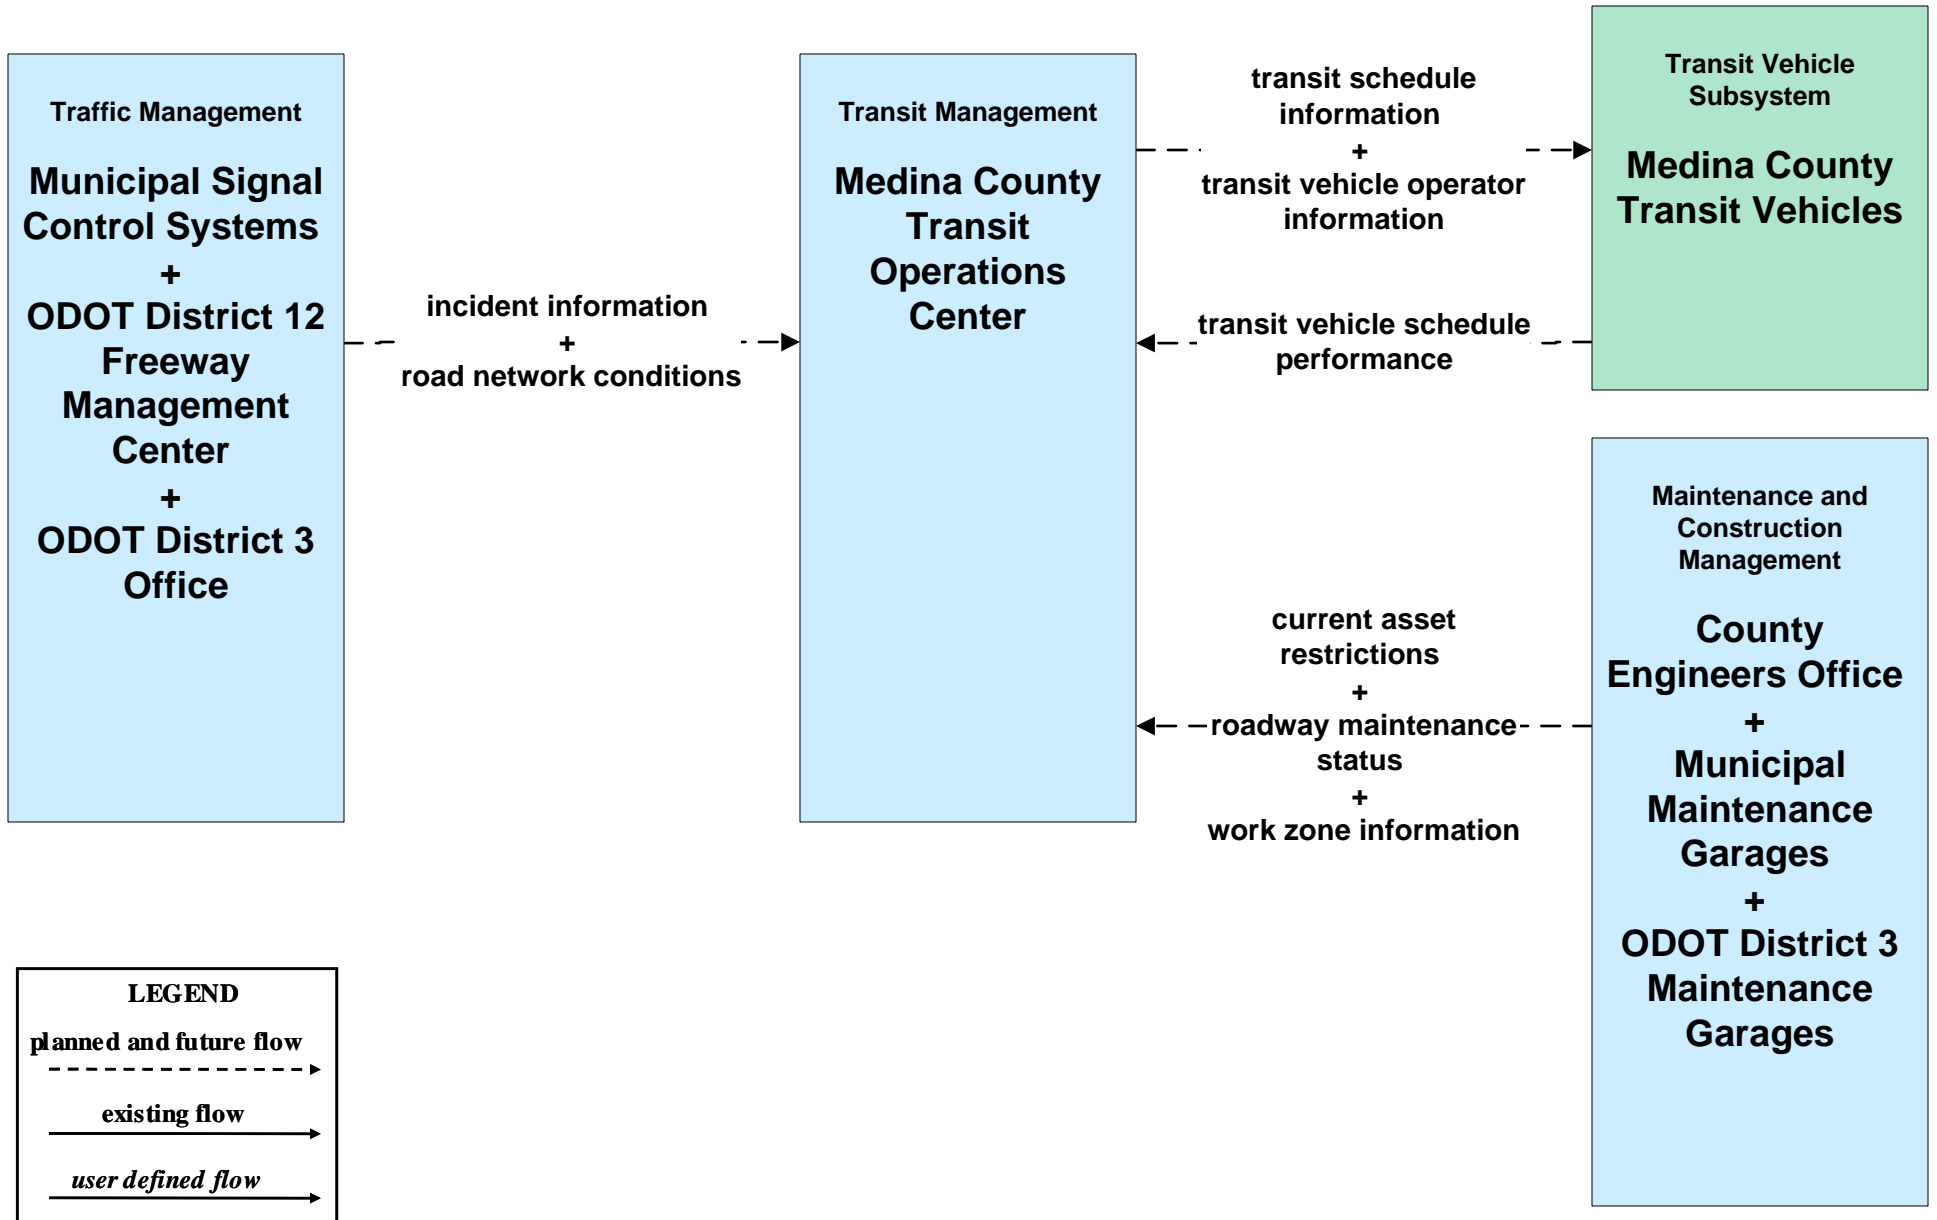 Traffic Management
Municipal Signal
Control Systems
+
ODOT District 12
Freeway
Management
Center
+
ODOT District 3
Office
incident information
+
road network conditions
Transit Management
Medina County
Transit
Operations
Center
transit schedule
information
+
transit vehicle operator
information
transit vehicle schedule
performance
Transit Vehicle
Subsystem
Medina County
Transit Vehicles
current asset
restrictions
+
roadway maintenance
status
+
work zone information
Maintenance and
Construction
Management
County
Engineers Office
+
Municipal
Maintenance
Garages
+
ODOT District 3
Maintenance
Garages
LEGEND
planned and future flow
existing flow
user defined flow